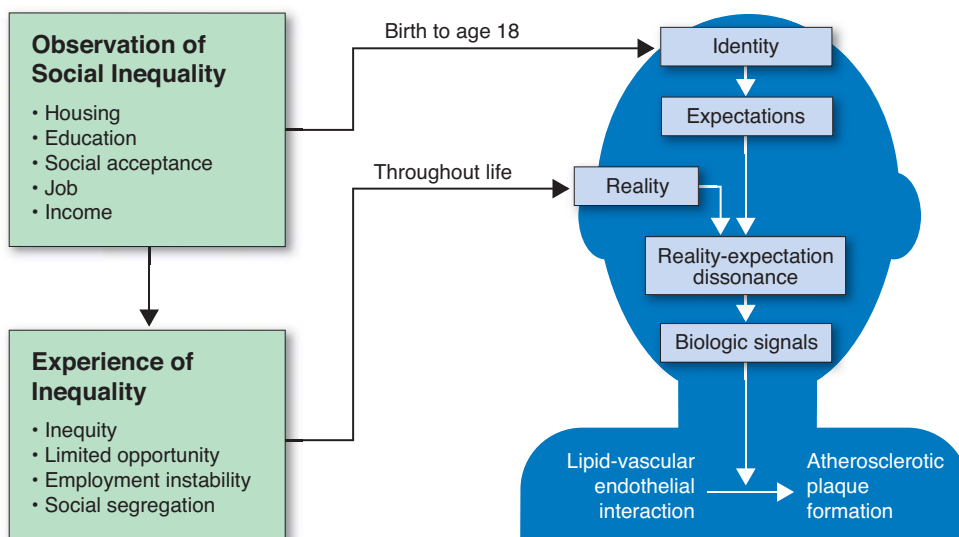 Observation of
Social Inequality
• Housing
• Education
• Social acceptance
• Job
• Income
Experience of
Inequality
• Inequity
• Limited opportunity
• Employment instability
• Social segregation
Birth to age 18
Throughout life
Identity
Expectations
Reality
Reality-expectation
dissonance
Biologic signals
Lipid-vascular
endothelial
interaction
Atherosclerotic
plaque
formation